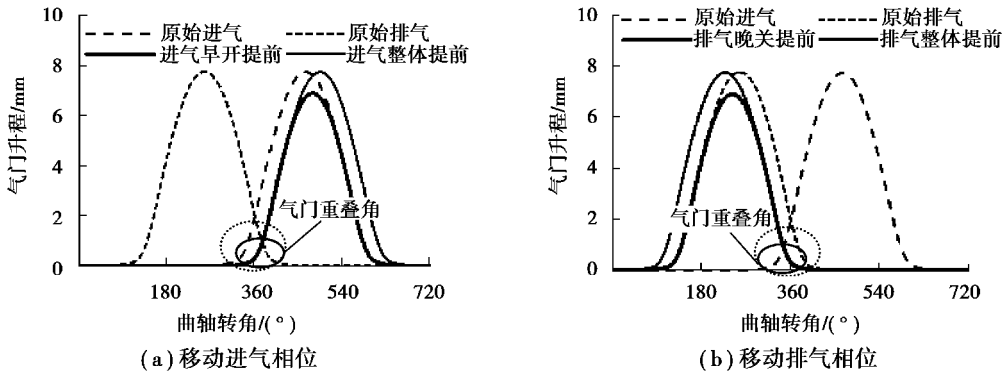 原始进气 原始排气
进气早开提前 进气整体提前
10
8
6
4
2
0
气门升程/mm
气门重叠角
180 360 540 720
曲轴转角/(°)
(a)移动进气相位
原始进气 原始排气
排气晚关提前 排气整体提前
10
8
6
4
2
0
气门升程/mm
气门重叠角
180 360 540 720
曲轴转角/(°)
(b)移动排气相位